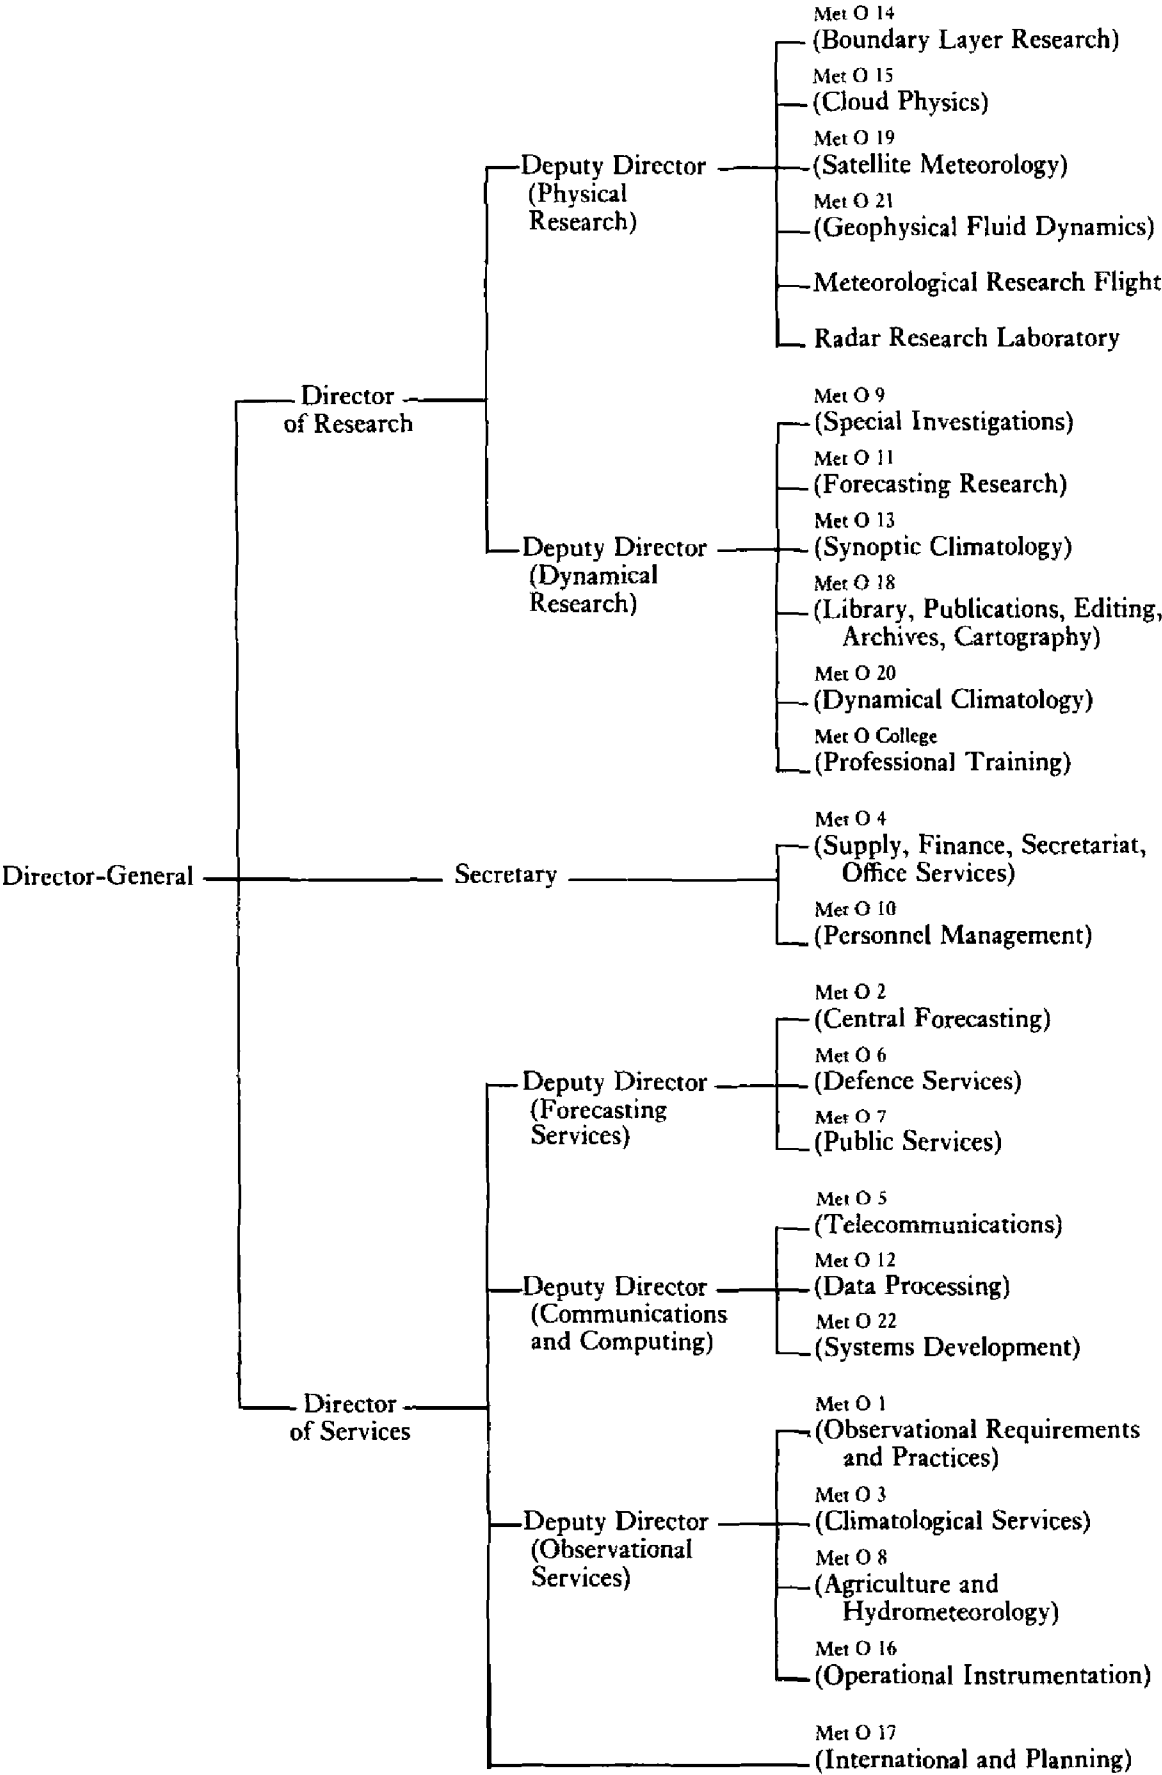 Met O 14
(Boundary Layer Research)
Met O 15
(Cloud Physics)
Met O 19
Deputy Director
(Satellite Meteorology)
(Physical
Research)
Met O 21
(Geophysical Fluid Dynamics)
Meteorological Research Flight
Radar Research Laboratory
Director
of Research
Met O 9
(Special Investigations)
Met O 11
(Forecasting Research)
Met O 13
Deputy Director
(Synoptic Climatology)
(Dynamical
Research)
Met O 18
(Library, Publications, Editing,
Archives, Cartography)
Met O 20
(Dynamical Climatology)
Met O College
(Professional Training)
Met O 4
(Supply, Finance, Secretariat,
Office Services)
Director-General
Secretary
Met O 10
(Personnel Management)
Met O 2
(Central Forecasting)
Met O 6
Deputy Director
(Defence Services)
(Forecasting
Services)
Met O 7
(Public Services)
Met O 5
(Telecommunications)
Met O 12
Deputy Director
(Data Processing)
(Communications
and Computing)
Met O 22
(Systems Development)
Director
of Services
Met O 1
(Observational Requirements
and Practices)
Met O 3
Deputy Director
(Climatological Services)
(Observational
Services)
Met O 8
(Agriculture and
Hydrometeorology)
Met O 16
(Operational Instrumentation)
Met O 17
(International and Planning)